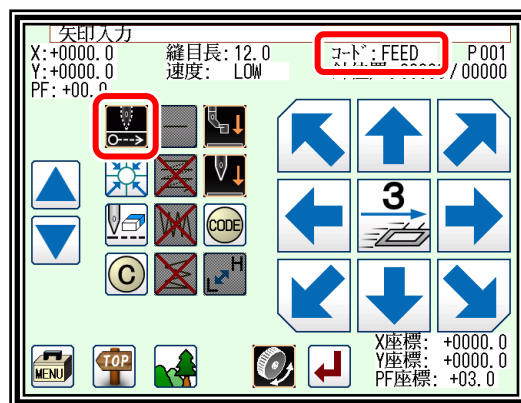 矢印入力
X:+0000.0 縫目長:12.0 コード:FEED P001
Y:+0000.0 速度: LOW /00000
PF:+00.0
CODE
C
H
L
3
X座標: +0000.0
Y座標: +0000.0
PF座標: +03.0
MENU
TOP